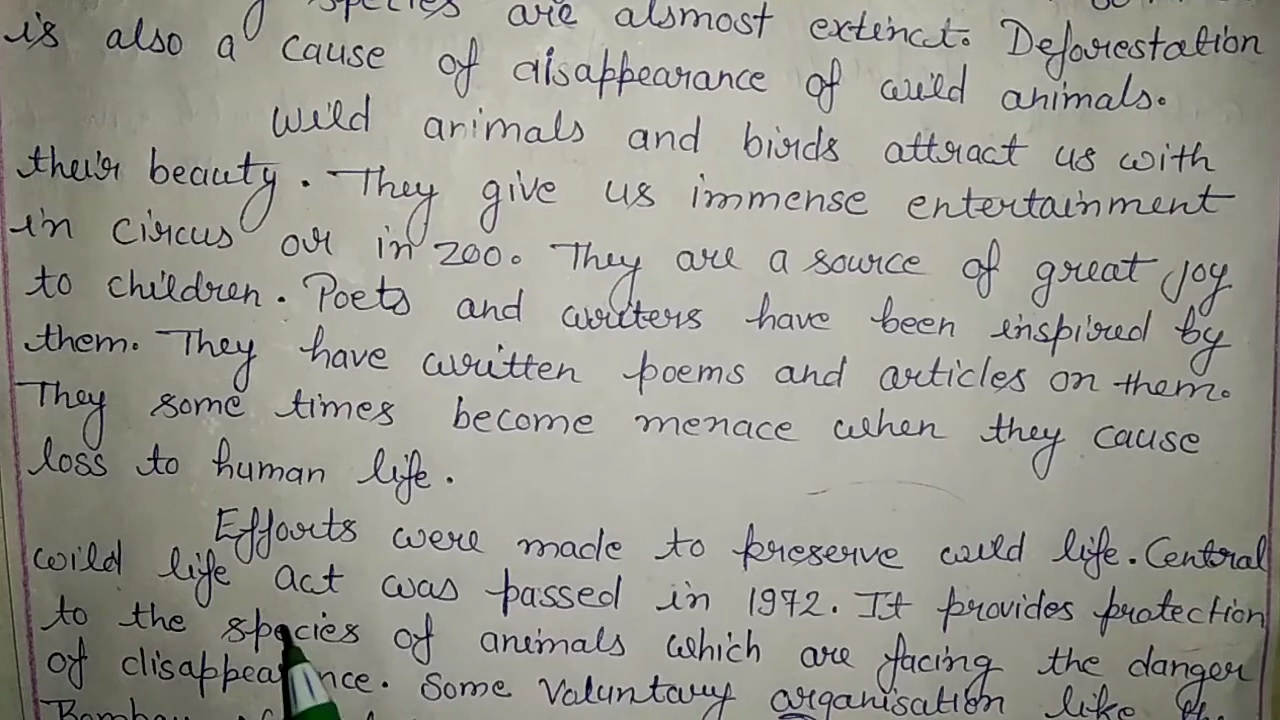 species are alsmost extinct. Deforestation
is also a cause of disappearance of wild animals.
Wild animals and birds attract us with
their beauty. They give us immense entertainment
in circus or in zoo. They are a source of great joy
to children. Poets and writers have been inspired by
them. They have written poems and articles on them.
They some times become menace when they cause
loss to human life.
Efforts were made to preserve wild life. Central
wild life act was passed in 1972. It provides protection
to the species of animals which are facing the danger
of disappearance. Some Voluntary organisation like
Bombay